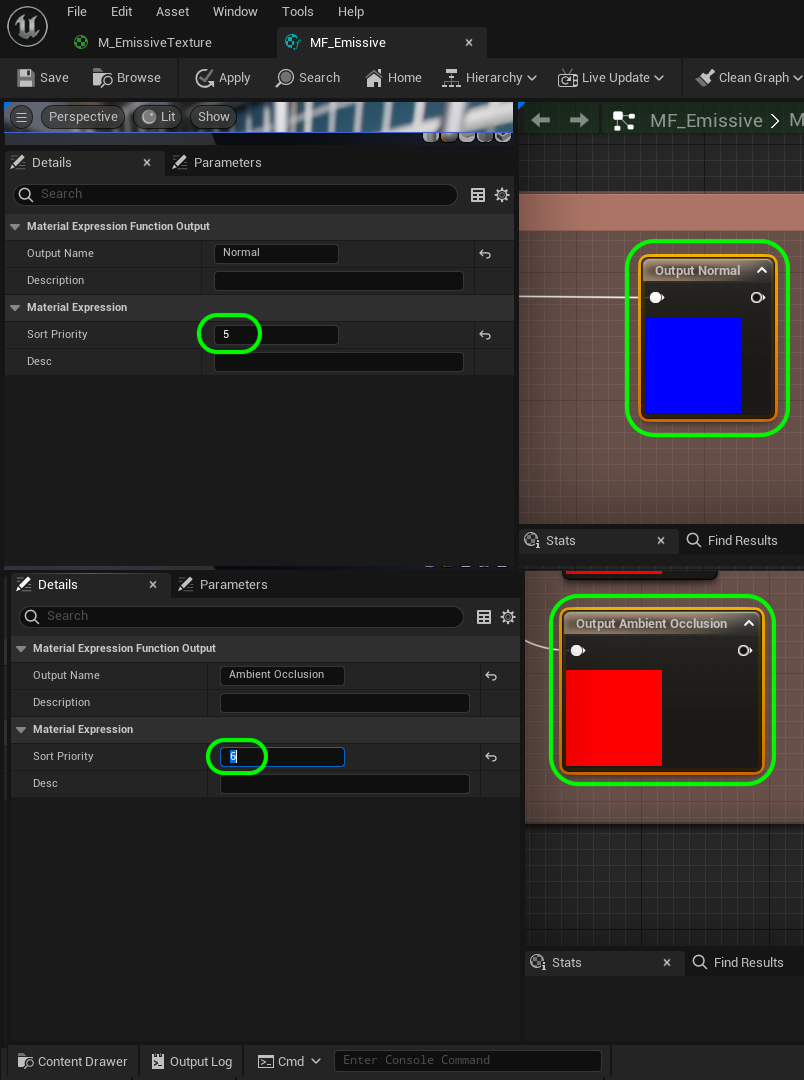 File Edit Asset Window Tools Help
M_EmissiveTexture MF_Emissive
Save Browse Apply Search Home Hierarchy Live Update Clean Graph
Perspective Lit Show
MF_Emissive > M
Details Parameters
Search
Material Expression Function Output
Output Name Normal
Description
Material Expression
Sort Priority 5
Desc
Output Normal
Stats Find Results
Details Parameters
Search
Material Expression Function Output
Output Name Ambient Occlusion
Description
Material Expression
Sort Priority 6
Desc
Output Ambient Occlusion
Stats Find Results
Content Drawer Output Log Cmd Enter Console Command